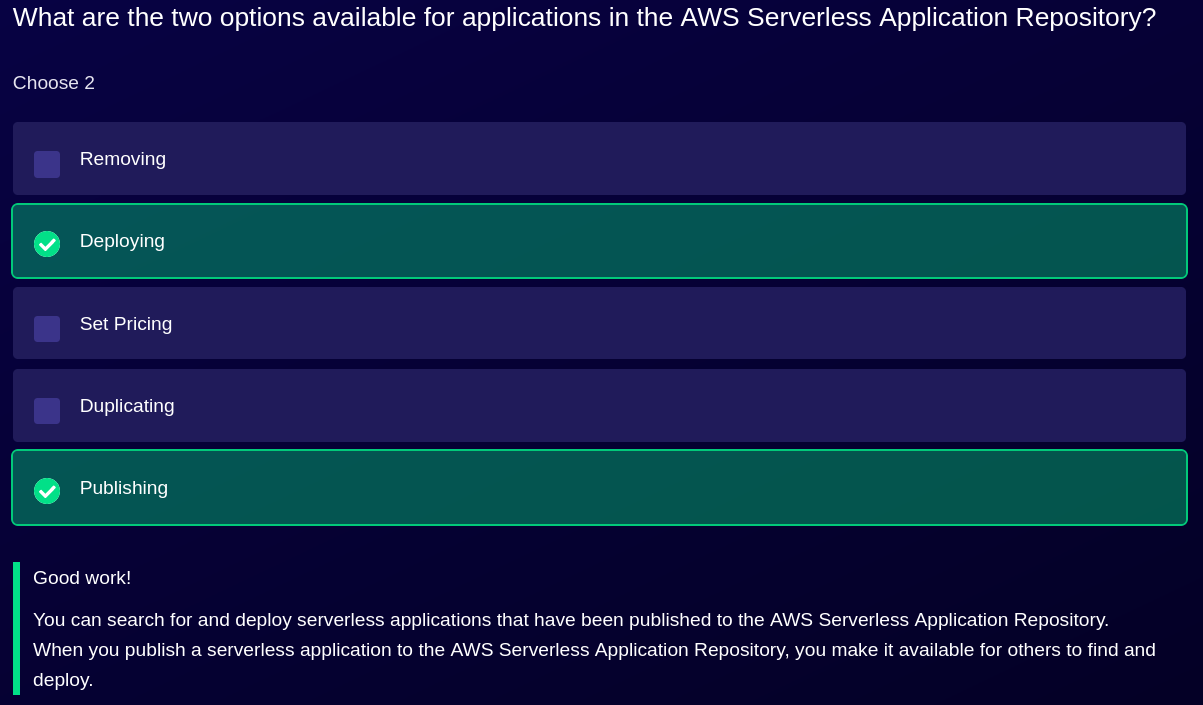 What are the two options available for applications in the AWS Serverless Application Repository?
Choose 2
Removing
Deploying
Set Pricing
Duplicating
Publishing
Good work!
You can search for and deploy serverless applications that have been published to the AWS Serverless Application Repository.
When you publish a serverless application to the AWS Serverless Application Repository, you make it available for others to find and
deploy.